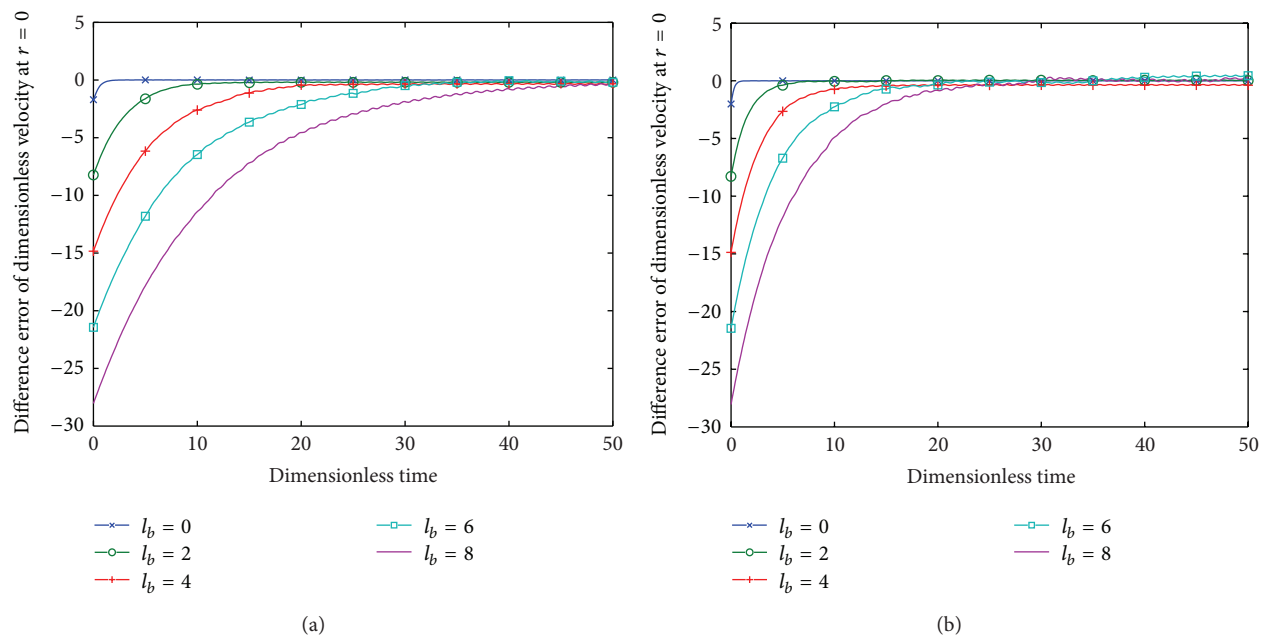 Difference error of dimensionless velocity at r = 0
5
0
−5
−10
−15
−20
−25
−30
0
10
20
30
40
50
Dimensionless time
l_b = 0
l_b = 2
l_b = 4
l_b = 6
l_b = 8
(a)
Difference error of dimensionless velocity at r = 0
5
0
−5
−10
−15
−20
−25
−30
0
10
20
30
40
50
Dimensionless time
l_b = 0
l_b = 2
l_b = 4
l_b = 6
l_b = 8
(b)